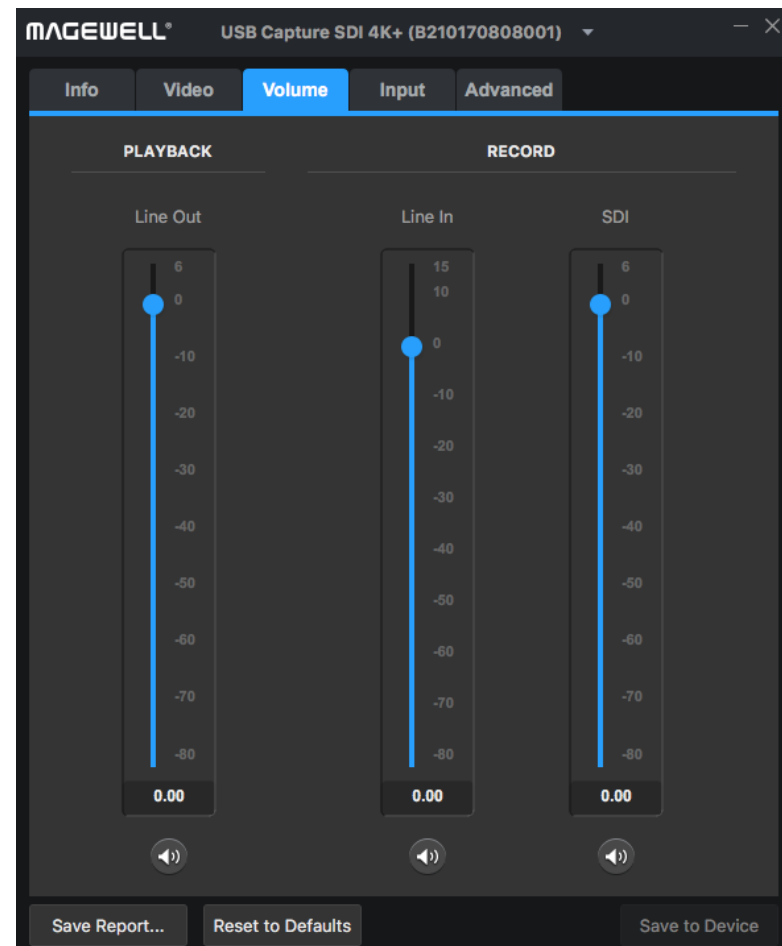 MAGEWELL® USB Capture SDI 4K+ (B210170808001)
Info Video Volume Input Advanced
PLAYBACK RECORD
Line Out Line In SDI
6 15 6
10
0 0 0
-10 -10 -10
-20 -20 -20
-30 -30 -30
-40 -40 -40
-50 -50 -50
-60 -60 -60
-70 -70 -70
-80 -80 -80
0.00 0.00 0.00
Save Report... Reset to Defaults Save to Device